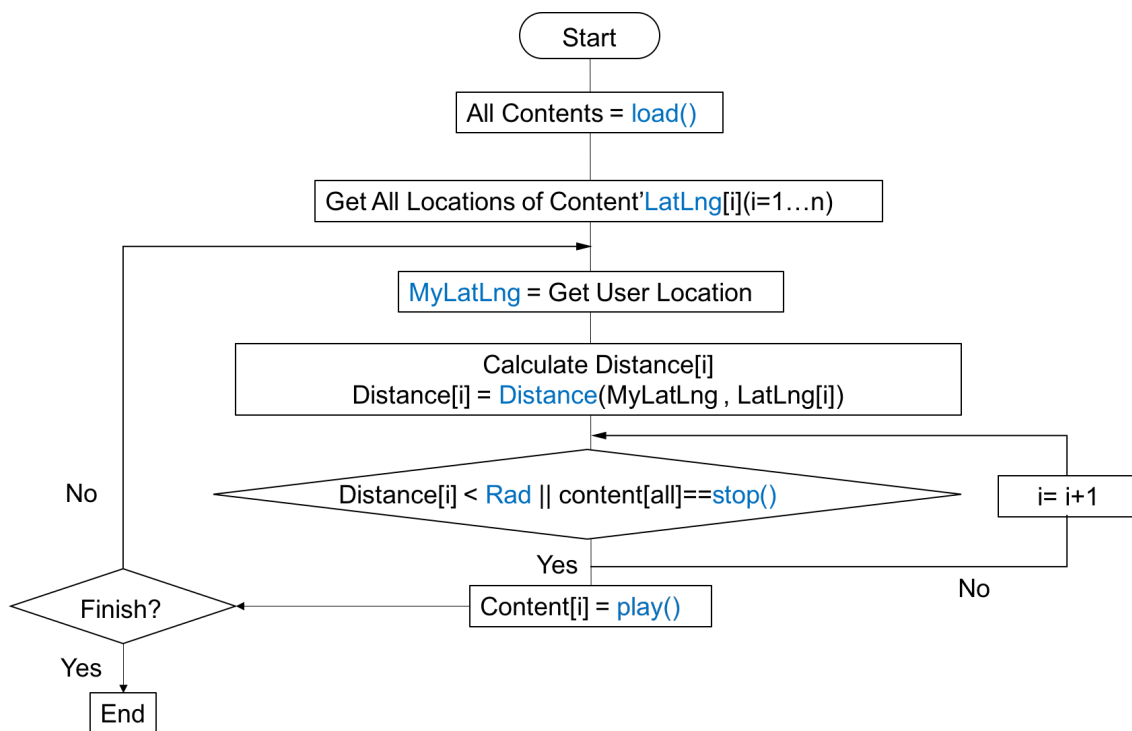 Start
All Contents = load()
Get All Locations of Content'LatLng[i](i=1…n)
MyLatLng = Get User Location
Calculate Distance[i]
Distance[i] = Distance(MyLatLng , LatLng[i])
No
Distance[i] < Rad || content[all]==stop()
i= i+1
Yes
No
Finish?
Content[i] = play()
Yes
End